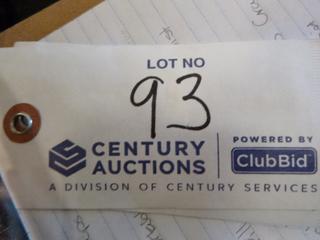 LOT NO
93
CENTURY AUCTIONS
POWERED BY
ClubBid
A DIVISION OF CENTURY SERVICES